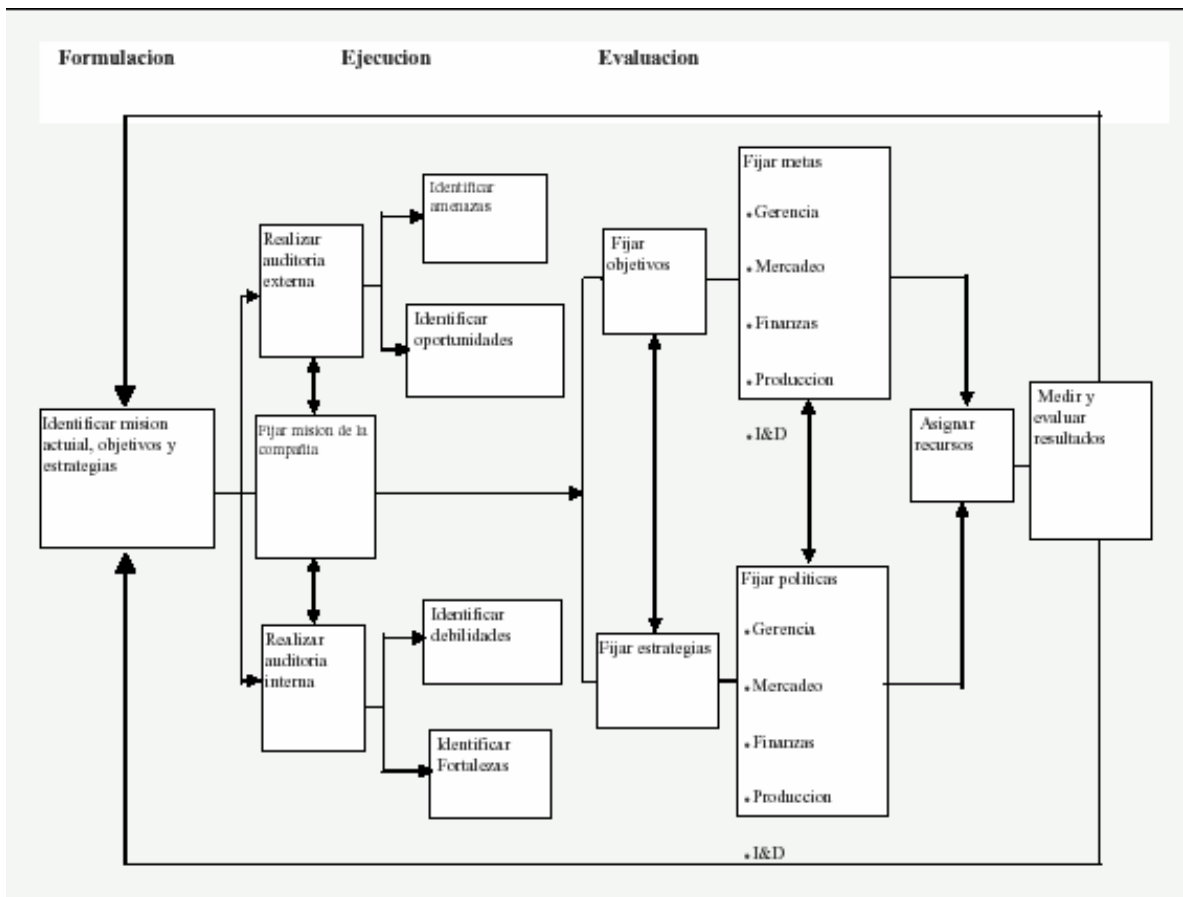 Formulacion
Ejecucion
Evaluacion
Identificar mision
actuial, objetivos y
estrategias
Realizar
auditoria
externa
Identificar
amenazas
Identificar
oportunidades
Fijar mision de la
compañia
Realizar
auditoria
interna
Identificar
debilidades
Identificar
Fortalezas
Fijar
objetivos
Fijar estrategias
Fijar metas
• Gerencia
• Mercadeo
• Finanzas
• Produccion
• I&D
Fijar politicas
• Gerencia
• Mercadeo
• Finanzas
• Produccion
• I&D
Asignar
recursos
Medir y
evaluar
resultados